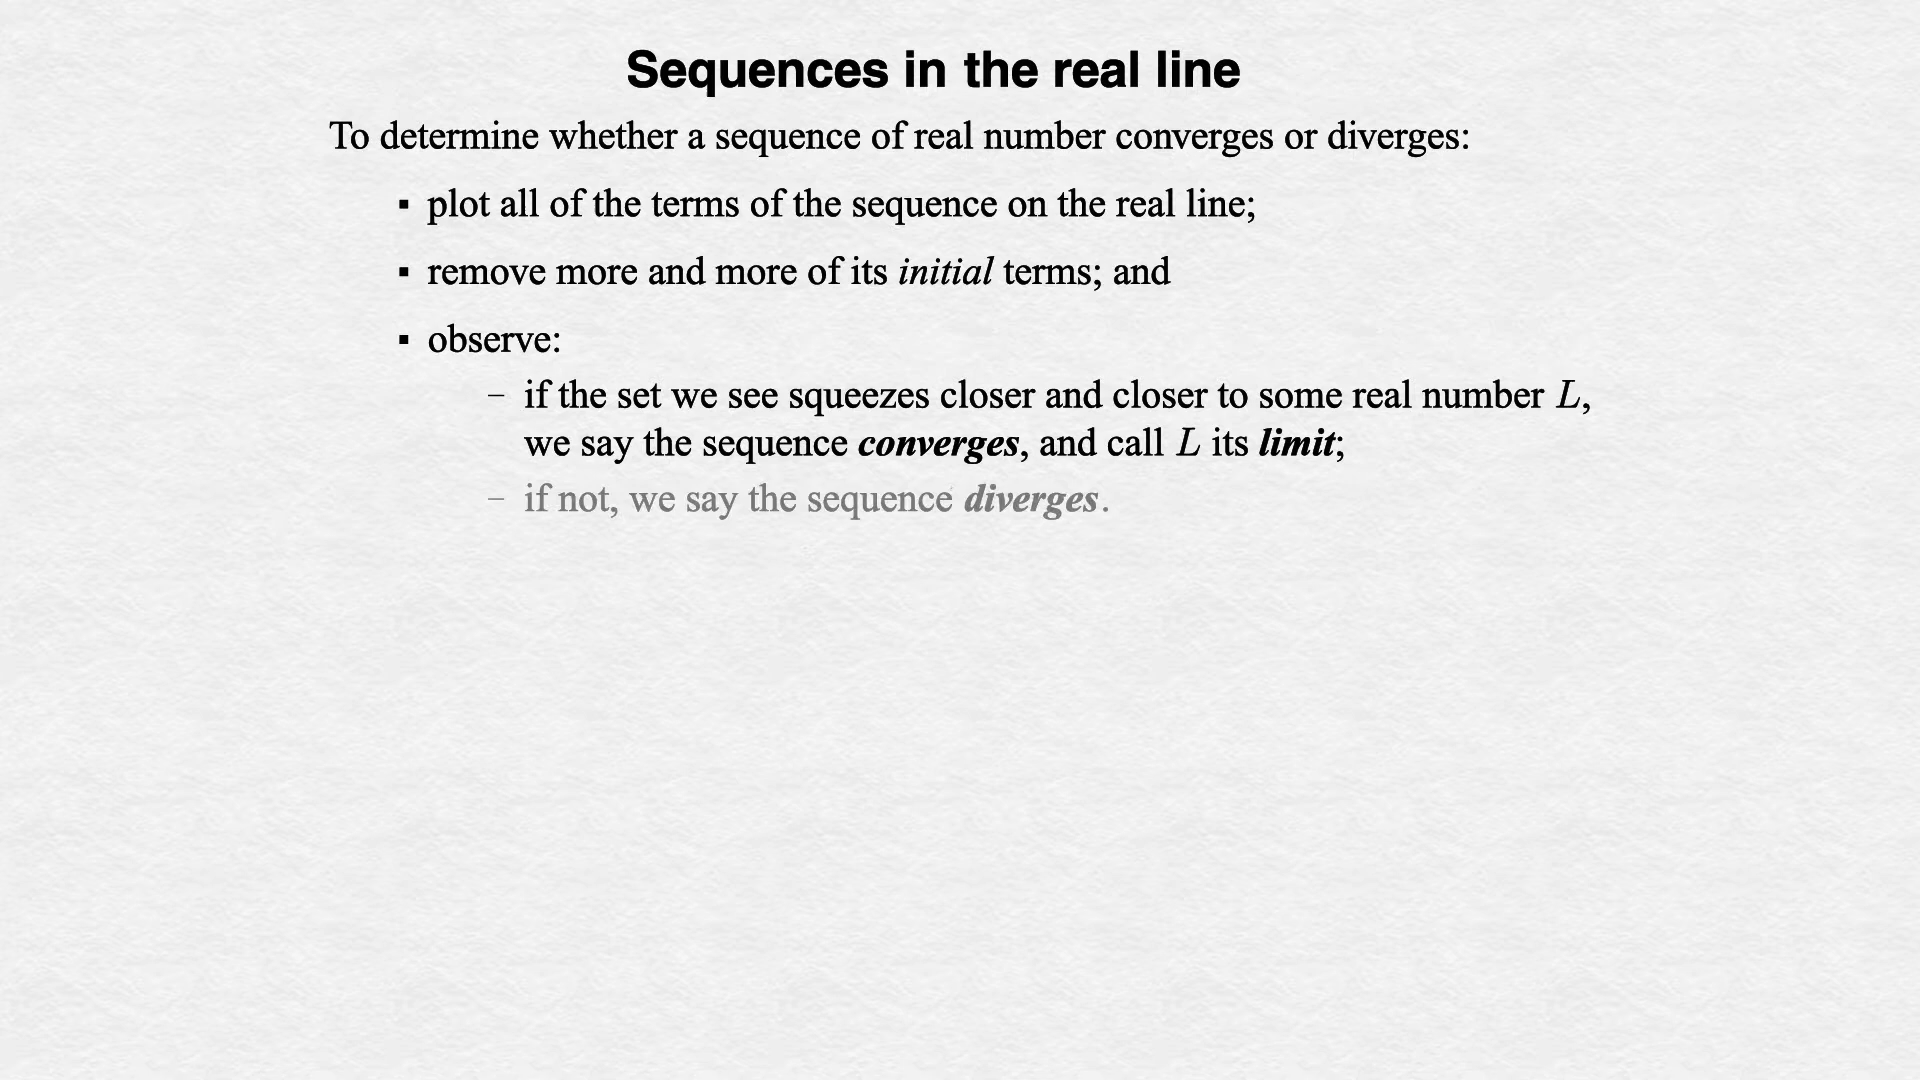 Sequences in the real line
To determine whether a sequence of real number converges or diverges:
▪ plot all of the terms of the sequence on the real line;
▪ remove more and more of its initial terms; and
▪ observe:
– if the set we see squeezes closer and closer to some real number L,
we say the sequence converges, and call L its limit;
– if not, we say the sequence diverges.